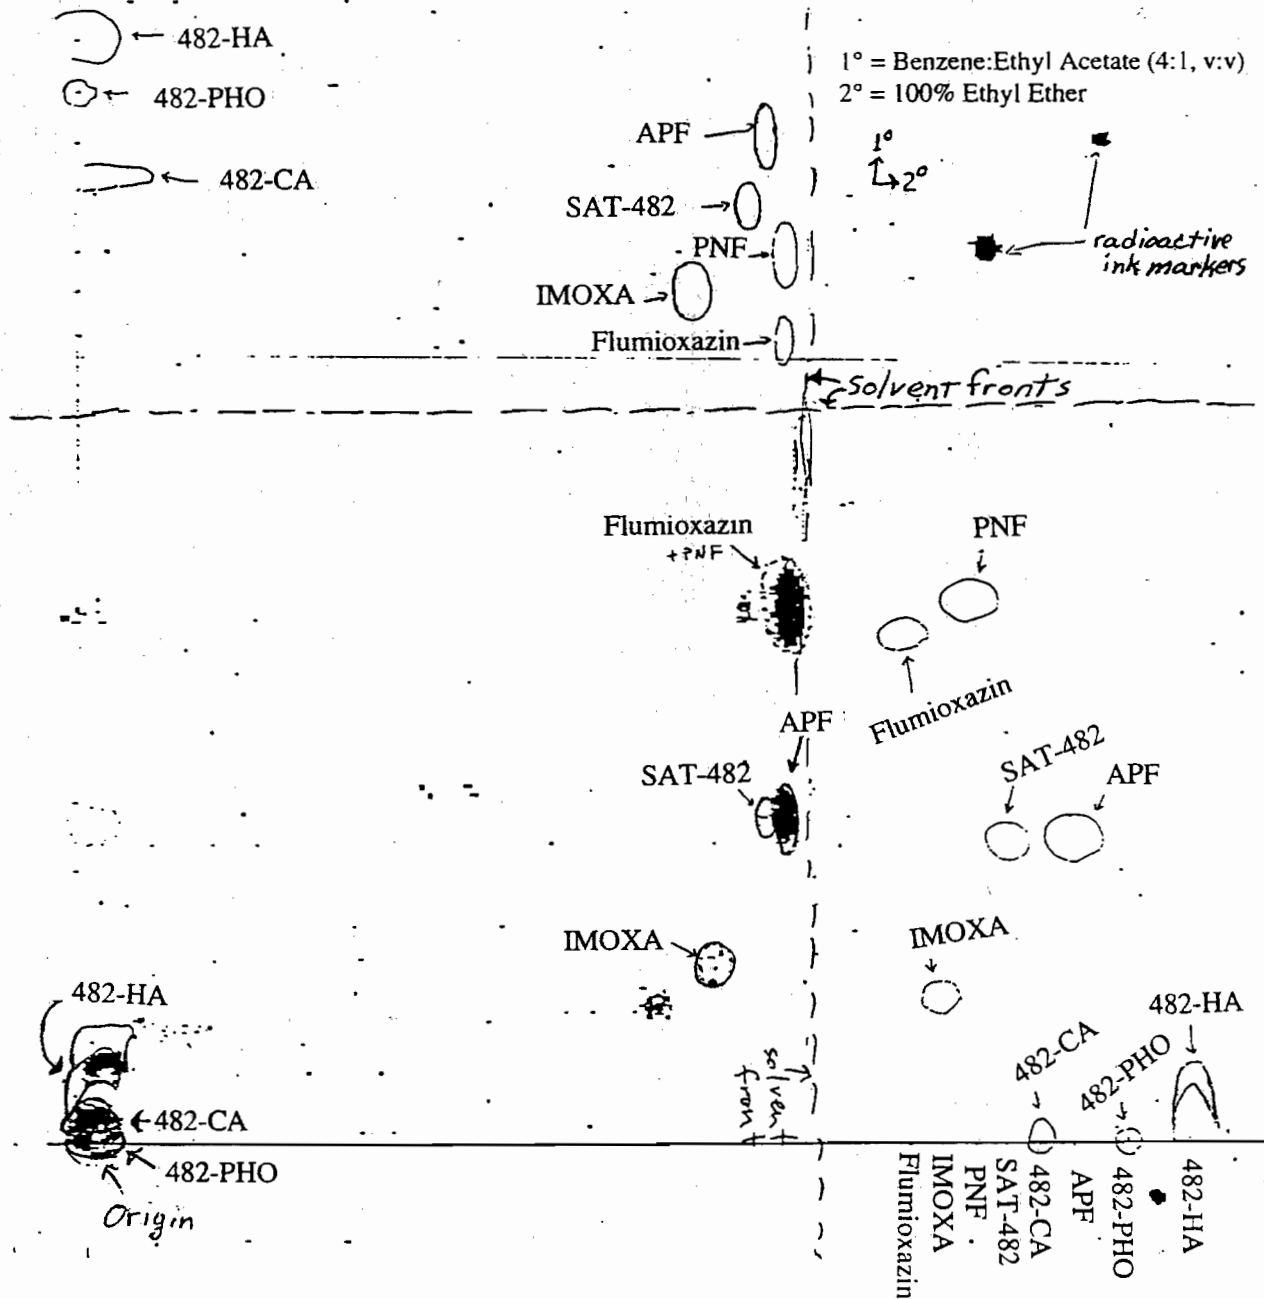 482-HA
1° = Benzene:Ethyl Acetate (4:1, v:v)
482-PHO
2° = 100% Ethyl Ether
APF
1°
2°
482-CA
SAT-482
PNF
radioactive
ink markers
IMOXA
Flumioxazin
solvent fronts
Flumioxazin
+PNF
PNF
Flumioxazin
APF
SAT-482
SAT-482
APF
IMOXA
IMOXA
482-HA
482-HA
482-CA
482-PHO
solvent
front
482-CA
482-PHO
Origin
Flumioxazin
IMOXA
PNF
SAT-482
482-CA
APF
482-PHO
482-HA